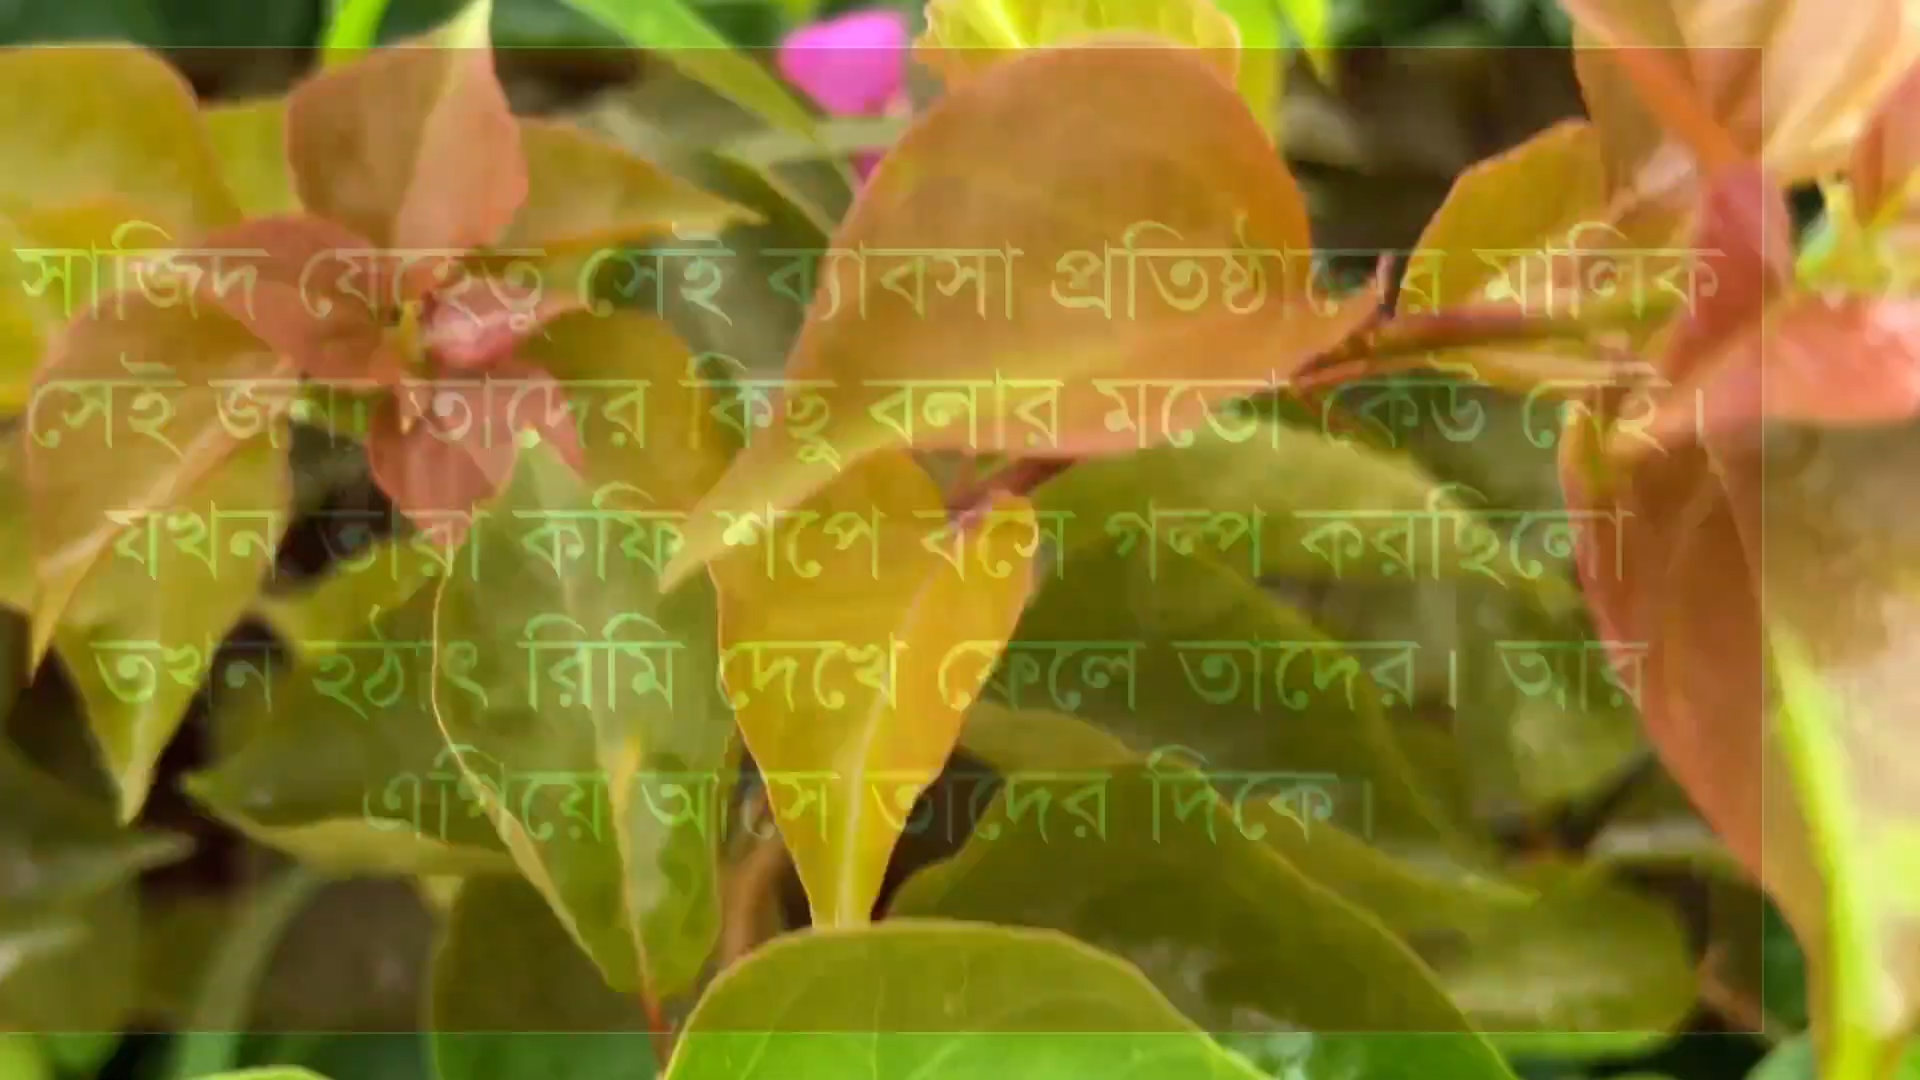 সাজিদ যেহেতু সেই ব্যাবসা প্রতিষ্ঠানের মালিক
সেই জন্য তাদের কিছু বলার মতো কেউ নেই।
যখন তারা কফি শপে বসে গল্প করছিলো
তখন হঠাৎ রিমি দেখে ফেলে তাদের। আর
এগিয়ে আসে তাদের দিকে।